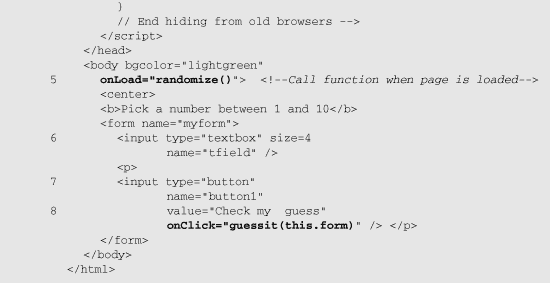 }
// End hiding from old browsers -->
</script>
</head>
<body bgcolor="lightgreen"
5 onLoad="randomize()"> <!--Call function when page is loaded-->
<center>
<b>Pick a number between 1 and 10</b>
<form name="myform">
6 <input type="textbox" size=4
name="tfield" />
<p>
7 <input type="button"
name="button1"
8 value="Check my guess"
onClick="guessit(this.form)" /> </p>
</form>
</body>
</html>